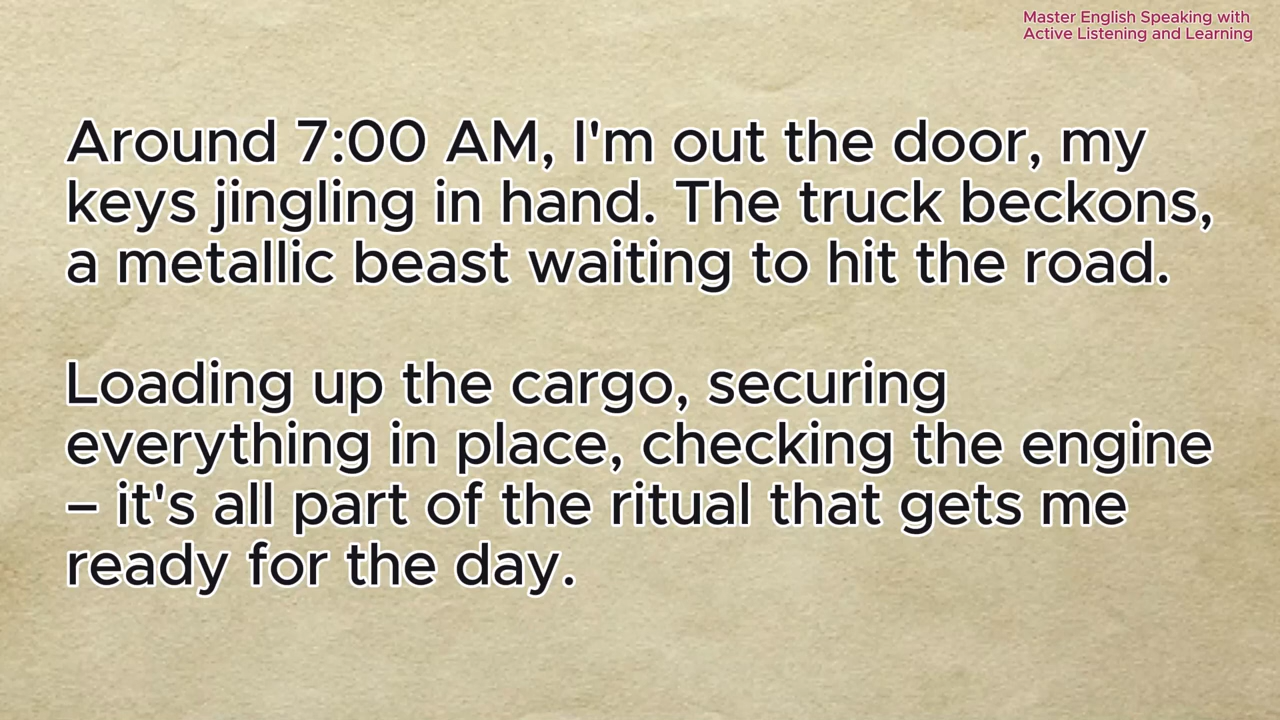 Master English Speaking with
Active Listening and Learning
Around 7:00 AM, I'm out the door, my
keys jingling in hand. The truck beckons,
a metallic beast waiting to hit the road.
Loading up the cargo, securing
everything in place, checking the engine
– it's all part of the ritual that gets me
ready for the day.